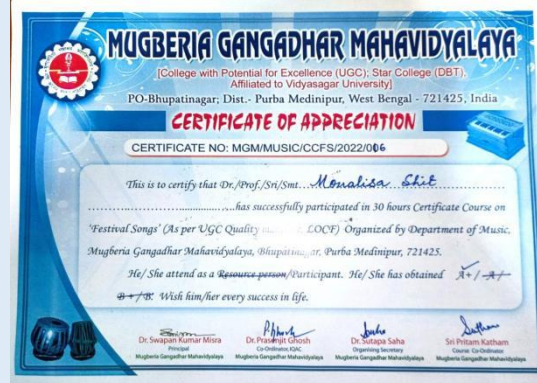 MUGBERIA GANGADHAR MAHAVIDYALAYA
[College with Potential for Excellence (UGC); Star College (DBT),
Affiliated to Vidyasagar University]
PO-Bhupatinagar; Dist.- Purba Medinipur, West Bengal - 721425, India
CERTIFICATE OF APPRECIATION
CERTIFICATE NO: MGM/MUSIC/CCFS/2022/006
This is to certify that Dr./Prof./Sri/Smt... Monalisa Shit
has successfully participated in 30 hours Certificate Course on
'Festival Songs' (As per UGC Quality LOCF) Organized by Department of Music,
Mugberia Gangadhar Mahavidyalaya, Bhupatinagar, Purba Medinipur, 721425.
He/ She attend as a Resource person/Participant. He/ She has obtained A+/ A/
B+/B. Wish him/her every success in life.
Dr. Swapan Kumar Misra Dr. Prasenjit Ghosh Dr. Sutapa Saha Sri Pritam Katham
Principal Co-Ordinator, IQAC Organising Secretary Course Co-Ordinator
Mugberia Gangadhar Mahavidyalaya Mugberia Gangadhar Mahavidyalaya Mugberia Gangadhar Mahavidyalaya Mugberia Gangadhar Mahavidyalaya